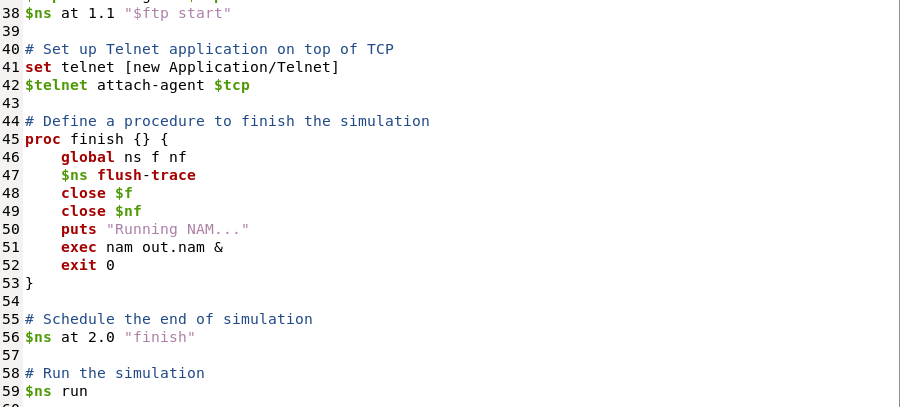 38 $ns at 1.1 "$ftp start"
39
40 # Set up Telnet application on top of TCP
41 set telnet [new Application/Telnet]
42 $telnet attach-agent $tcp
43
44 # Define a procedure to finish the simulation
45 proc finish {} {
46     global ns f nf
47     $ns flush-trace
48     close $f
49     close $nf
50     puts "Running NAM..."
51     exec nam out.nam &
52     exit 0
53 }
54
55 # Schedule the end of simulation
56 $ns at 2.0 "finish"
57
58 # Run the simulation
59 $ns run